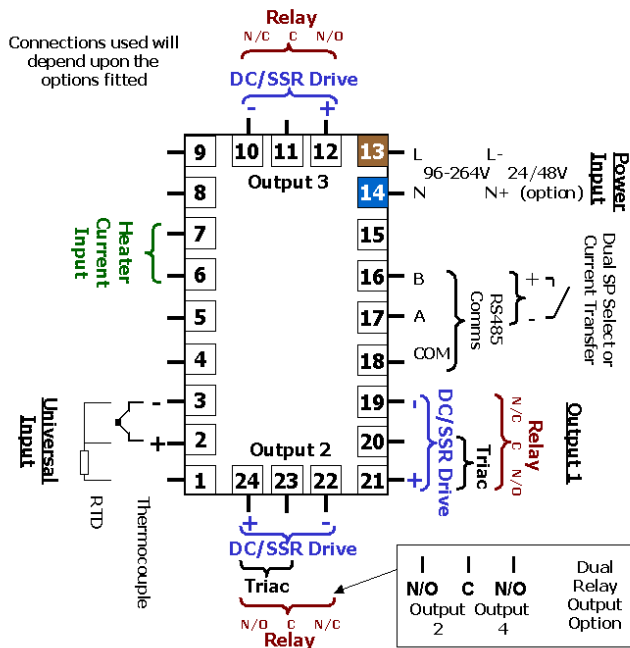 Relay
N/C C N/O
Connections used will
depend upon the
options fitted
DC/SSR Drive
- +
9 10 11 12 13 L L-
Output 3
96-264V 24/48V
8 14 N N+ (option)
Power
Input
7 15
Heater
Current
Input
6 16 B
RS485
Comms
+
-
Dual SP Selector
Current Transfer
5 17 A
4 18 COM
3 - 19 -
2 + 20
Universal
Input
RTD
Thermocouple
DC/SSR Drive
Triac
N/C C N/O
Relay
Output 1
Output 2
1 24 23 22 21 +
+ -
DC/SSR Drive
Triac
N/O C N/C
Relay
N/O C N/O
Output Output
2 4
Dual
Relay
Output
Option